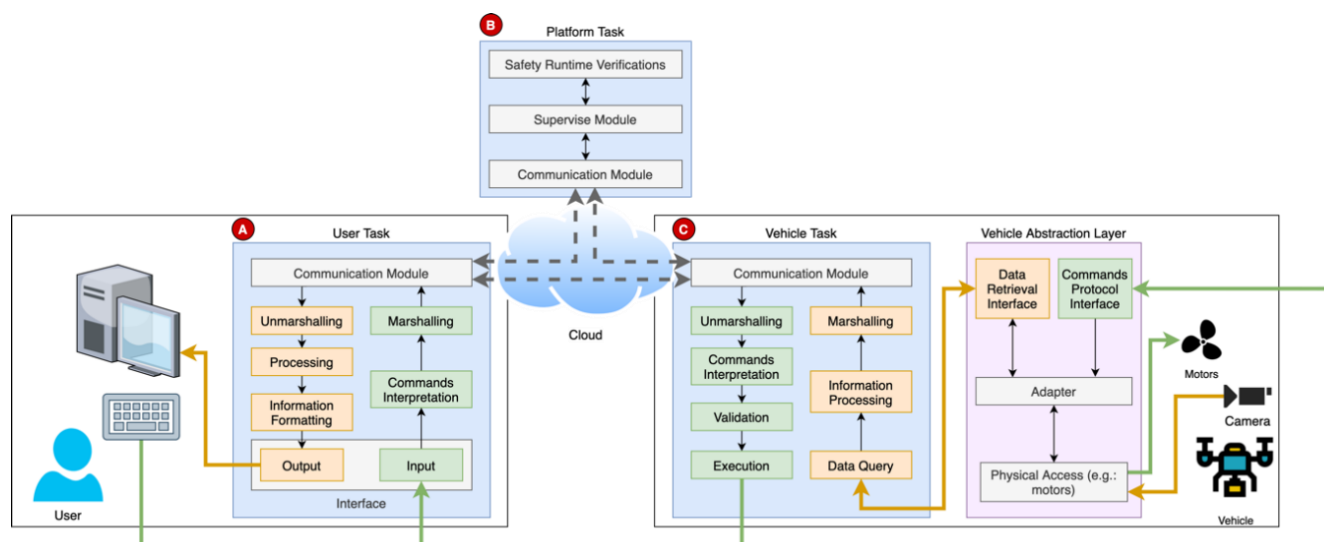 B
Platform Task
Safety Runtime Verifications
Supervise Module
Communication Module
A
User Task
Communication Module
Unmarshalling
Marshalling
Processing
Commands
Interpretation
Information
Formatting
Output
Input
Interface
User
Cloud
C
Vehicle Task
Communication Module
Unmarshalling
Marshalling
Commands
Interpretation
Information
Processing
Validation
Execution
Data Query
Vehicle Abstraction Layer
Data
Retrieval
Interface
Commands
Protocol
Interface
Adapter
Physical Access (e.g.:
motors)
Motors
Camera
Vehicle